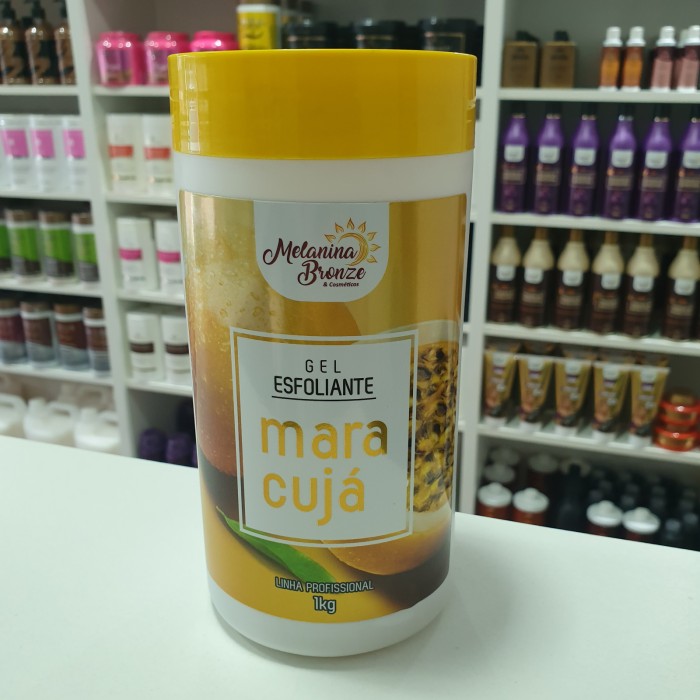 Melanina
Bronze
& Cosméticos
GEL
ESFOLIANTE
mara
cujá
LINHA PROFISSIONAL
1kg